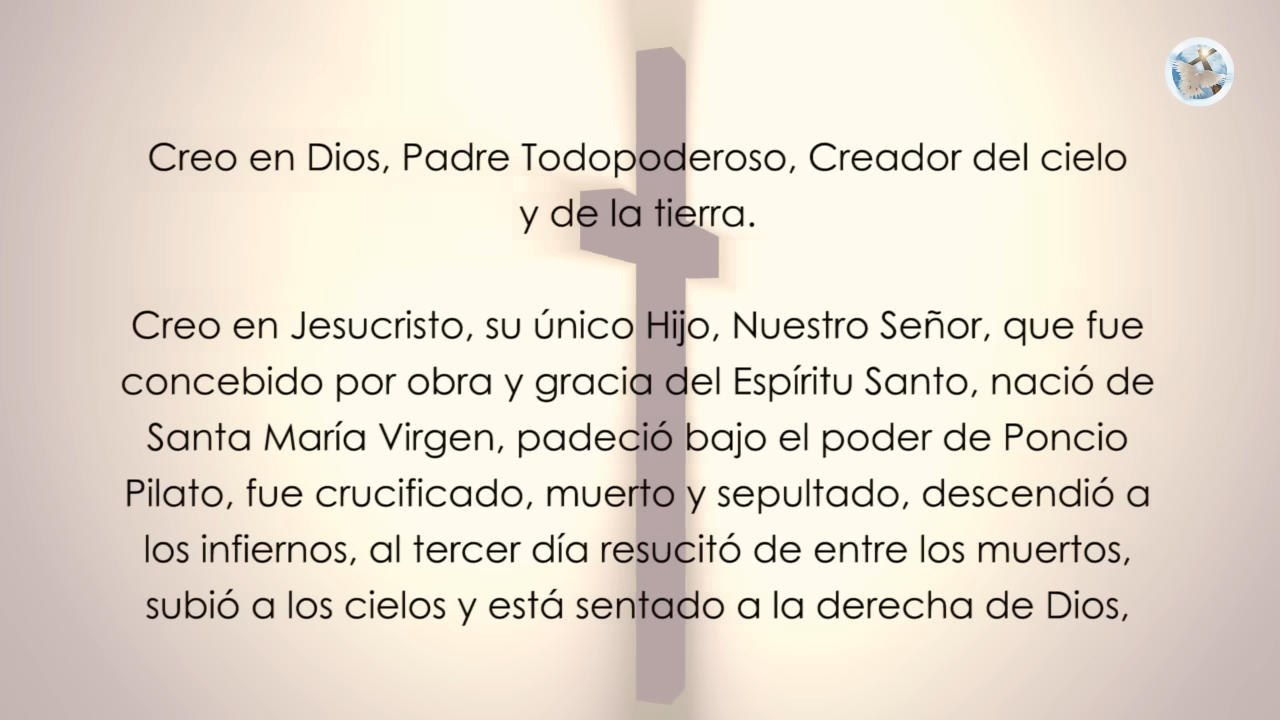 Creo en Dios, Padre Todopoderoso, Creador del cielo
y de la tierra.
Creo en Jesucristo, su único Hijo, Nuestro Señor, que fue
concebido por obra y gracia del Espíritu Santo, nació de
Santa María Virgen, padeció bajo el poder de Poncio
Pilato, fue crucificado, muerto y sepultado, descendió a
los infiernos, al tercer día resucitó de entre los muertos,
subió a los cielos y está sentado a la derecha de Dios,